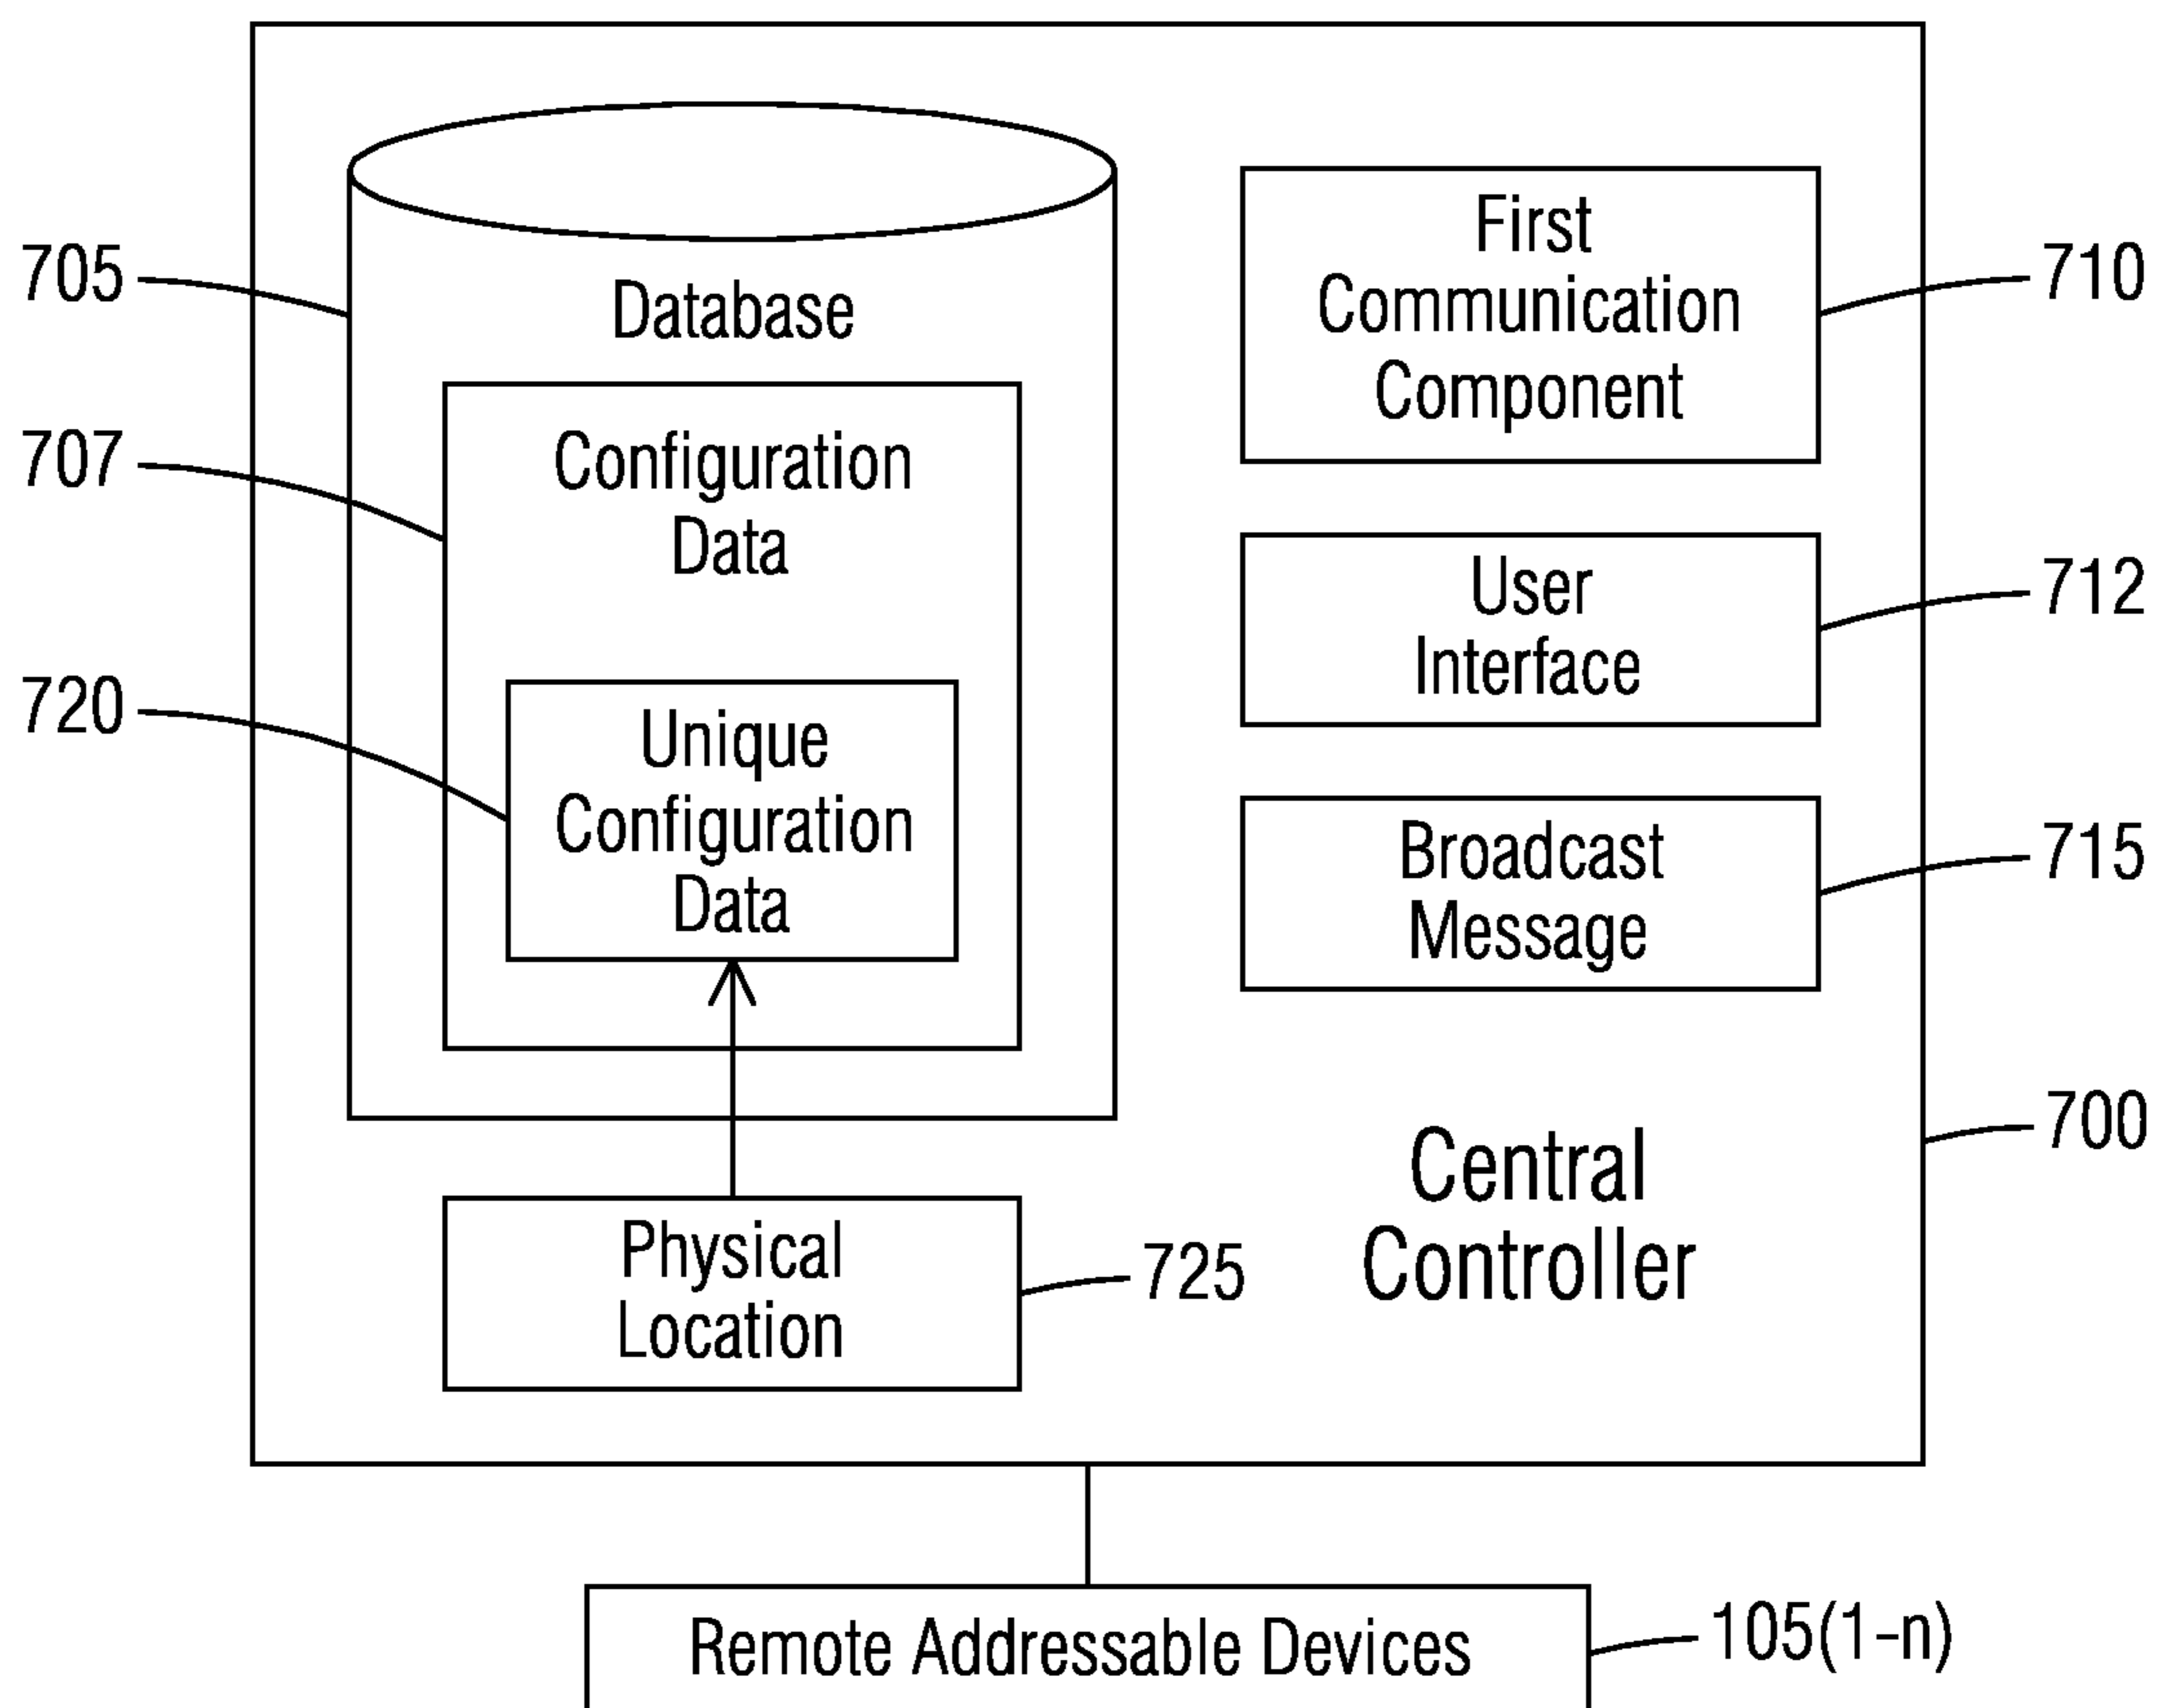 705
Database
First
Communication
Component
710
707
Configuration
Data
User
Interface
712
720
Unique
Configuration
Data
Broadcast
Message
715
Central
Controller
700
Physical
Location
725
Remote Addressable Devices
105(1-n)